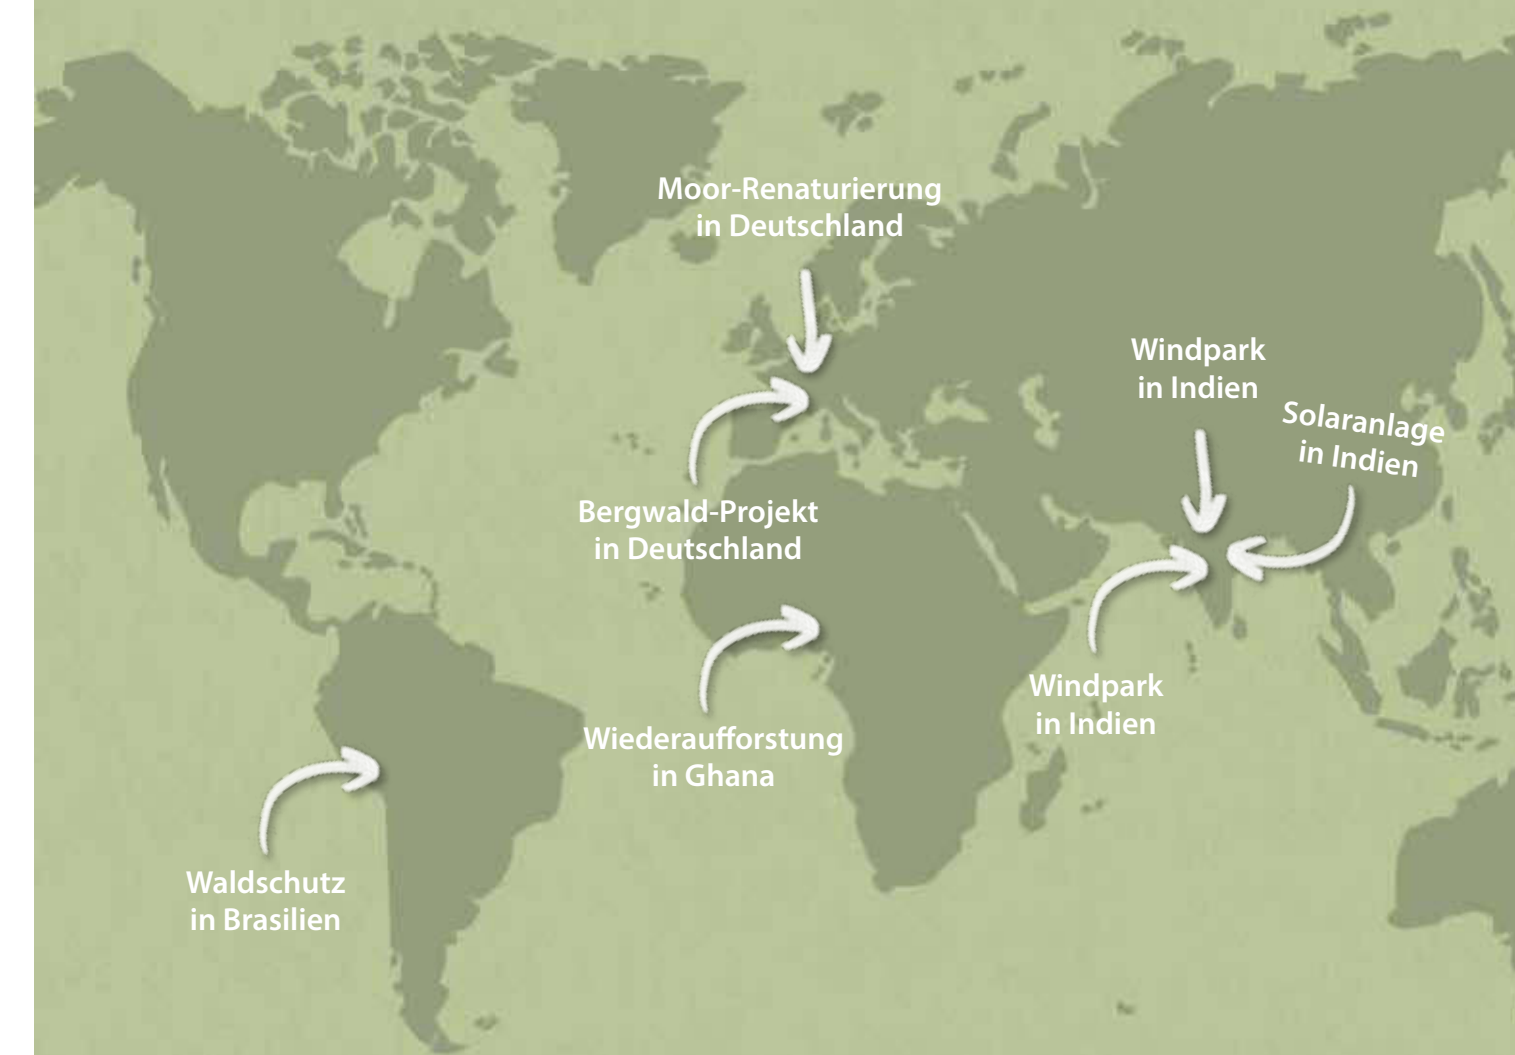 Moor-Renaturierung
in Deutschland
Windpark
in Indien
Solaranlage
in Indien
Bergwald-Projekt
in Deutschland
Windpark
in Indien
Wiederaufforstung
in Ghana
Waldschutz
in Brasilien